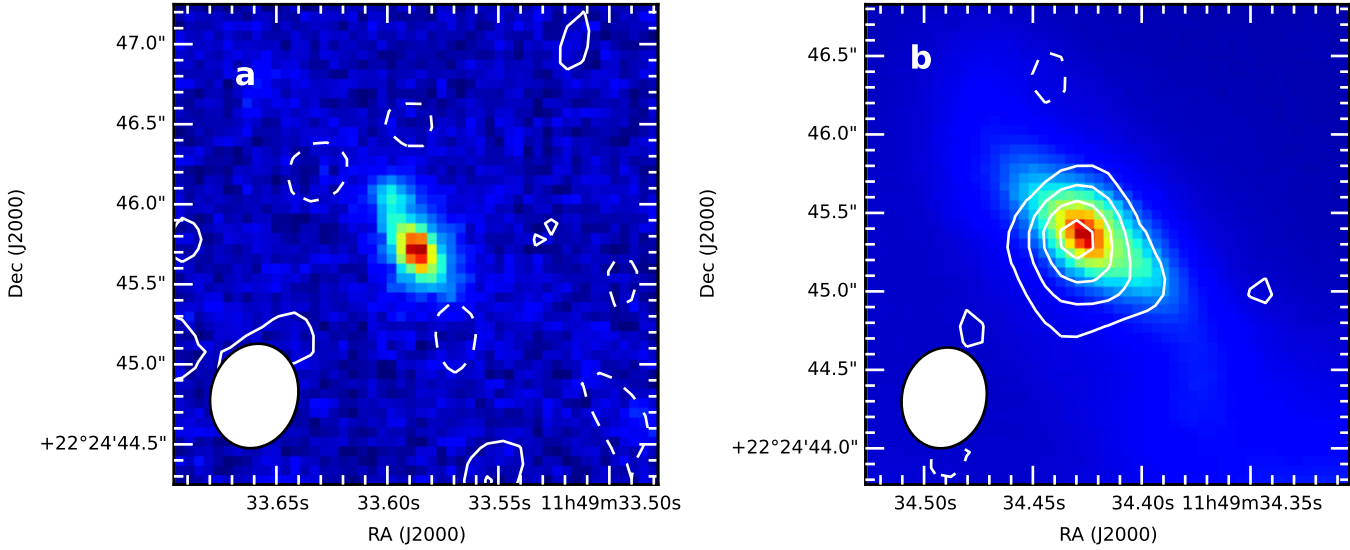 a
47.0"
46.5"
46.0"
45.5"
45.0"
+22°24'44.5"
Dec (J2000)
33.65s 33.60s 33.55s 11h49m33.50s
RA (J2000)
b
46.5"
46.0"
45.5"
45.0"
44.5"
+22°24'44.0"
Dec (J2000)
34.50s 34.45s 34.40s 11h49m34.35s
RA (J2000)